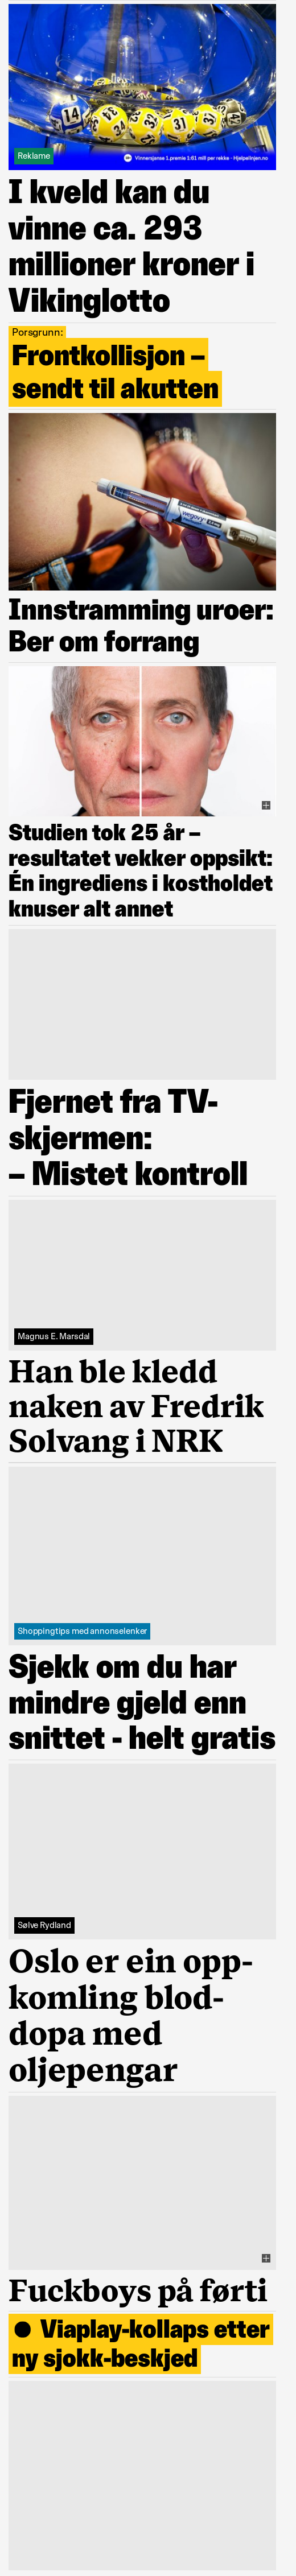 14
24
32
37
31
Reklame
Vinnersjanse 1.premie 1:61 mill per rekke - Hjelpelinjen.no
I kveld kan du
vinne ca. 293
millioner kroner i
Vikinglotto
Porsgrunn:
Frontkollisjon –
sendt til akutten
wegovy
Innstramming uroer:
Ber om forrang
Studien tok 25 år –
resultatet vekker oppsikt:
Én ingrediens i kostholdet
knuser alt annet
Fjernet fra TV-
skjermen:
– Mistet kontroll
Magnus E. Marsdal
Han ble kledd
naken av Fredrik
Solvang i NRK
Shoppingtips med annonselenker
Sjekk om du har
mindre gjeld enn
snittet - helt gratis
Sølve Rydland
Oslo er ein opp-
komling blod-
dopa med
oljepengar
Fuckboys på førti
● Viaplay-kollaps etter
ny sjokk-beskjed